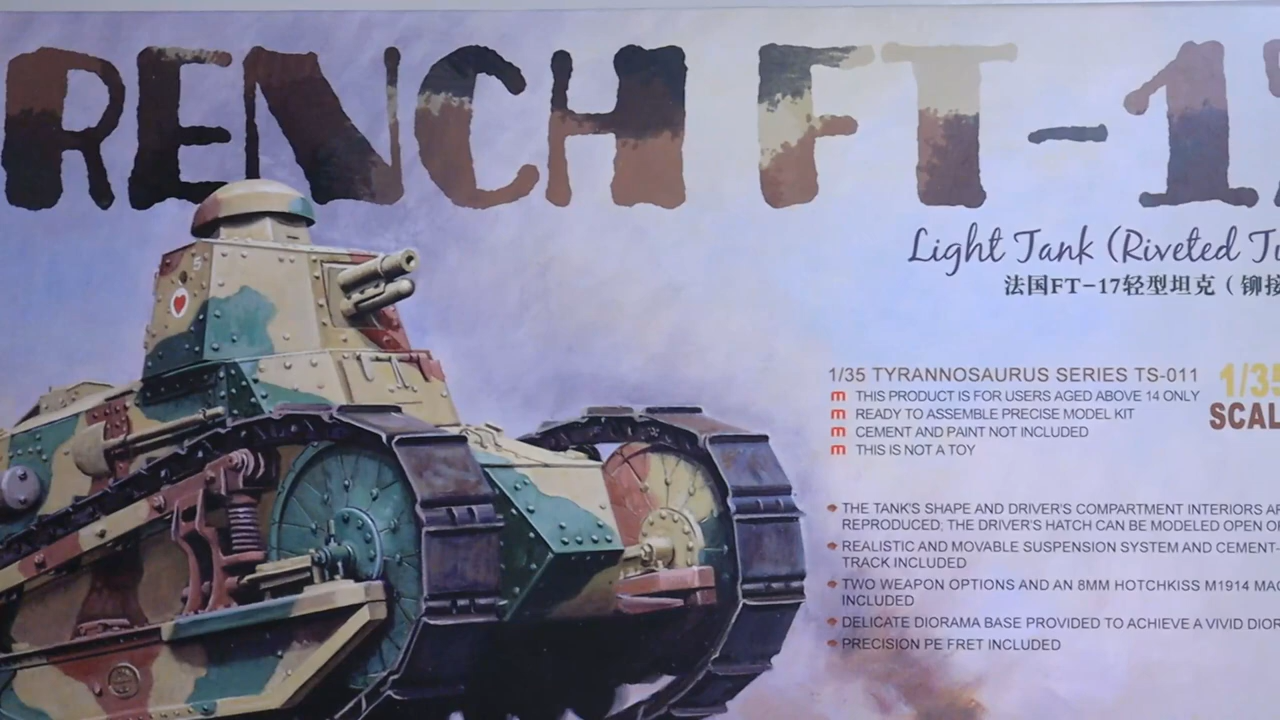 RENCH FT-17
Light Tank (Riveted Tu
法国FT-17轻型坦克（铆接
1/35 TYRANNOSAURUS SERIES TS-011
1/35
SCAL
m THIS PRODUCT IS FOR USERS AGED ABOVE 14 ONLY
m READY TO ASSEMBLE PRECISE MODEL KIT
m CEMENT AND PAINT NOT INCLUDED
m THIS IS NOT A TOY
THE TANK'S SHAPE AND DRIVER'S COMPARTMENT INTERIORS AR
REPRODUCED, THE DRIVER'S HATCH CAN BE MODELED OPEN O
REALISTIC AND MOVABLE SUSPENSION SYSTEM AND CEMENT-
TRACK INCLUDED
TWO WEAPON OPTIONS AND AN 8MM HOTCHKISS M1914 MAC
INCLUDED
DELICATE DIORAMA BASE PROVIDED TO ACHIEVE A VIVID DIOR
PRECISION PE FRET INCLUDED
5